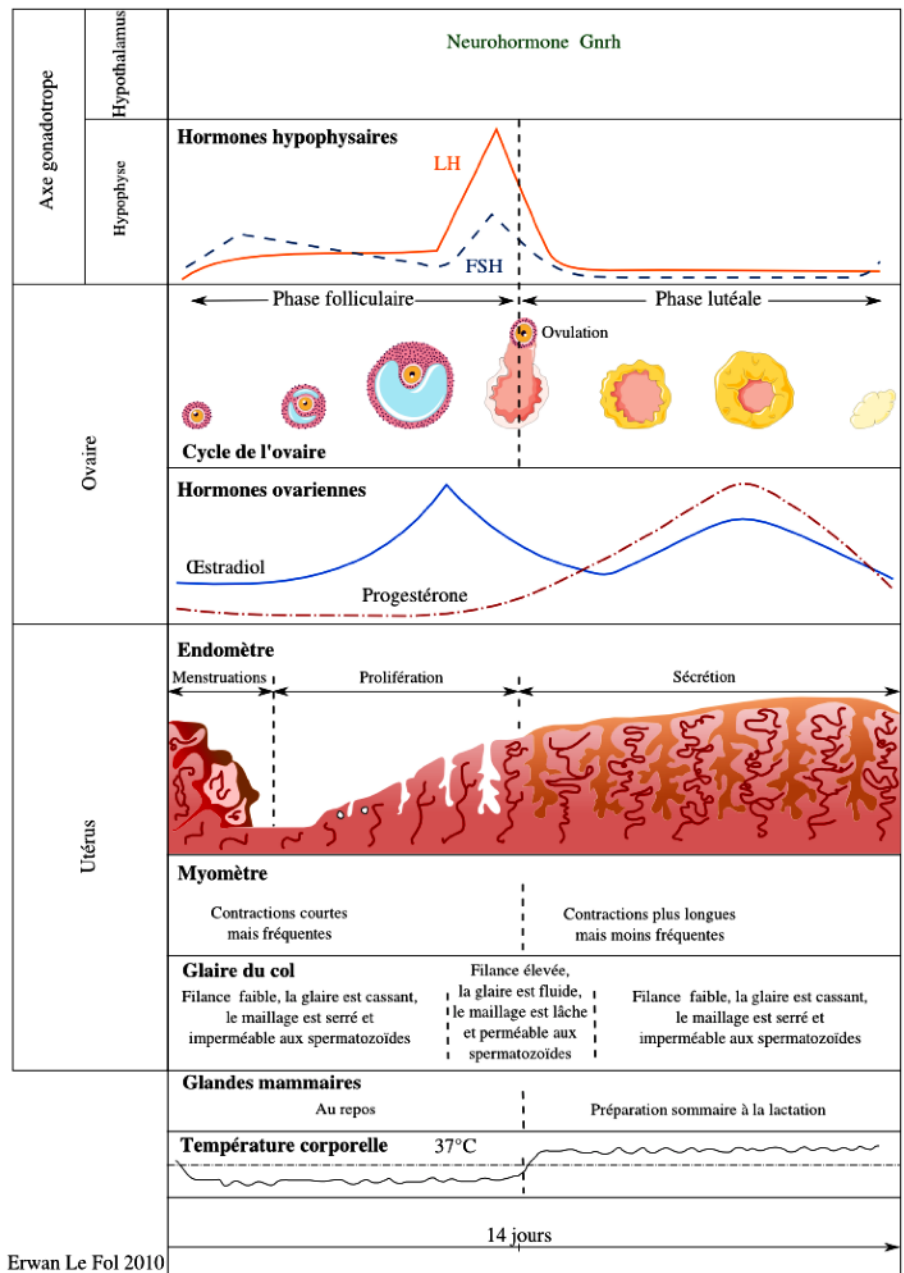 Axe gonadotrope
Hypothalamus
Neurohormone Gnrh
Hypophyse
Hormones hypophysaires
LH
FSH
Ovaire
Phase folliculaire
Phase lutéale
Ovulation
Cycle de l'ovaire
Hormones ovariennes
Œstradiol
Progestérone
Utérus
Endomètre
Menstruations
Prolifération
Sécrétion
Myomètre
Contractions courtes
mais fréquentes
Contractions plus longues
mais moins fréquentes
Glaire du col
Filance faible, la glaire est cassant,
le maillage est serré et
imperméable aux spermatozoïdes
Filance élevée,
la glaire est fluide,
le maillage est lâche
et perméable aux
spermatozoïdes
Filance faible, la glaire est cassant,
le maillage est serré et
imperméable aux spermatozoïdes
Glandes mammaires
Au repos
Préparation sommaire à la lactation
Température corporelle
37°C
14 jours
Erwan Le Fol 2010